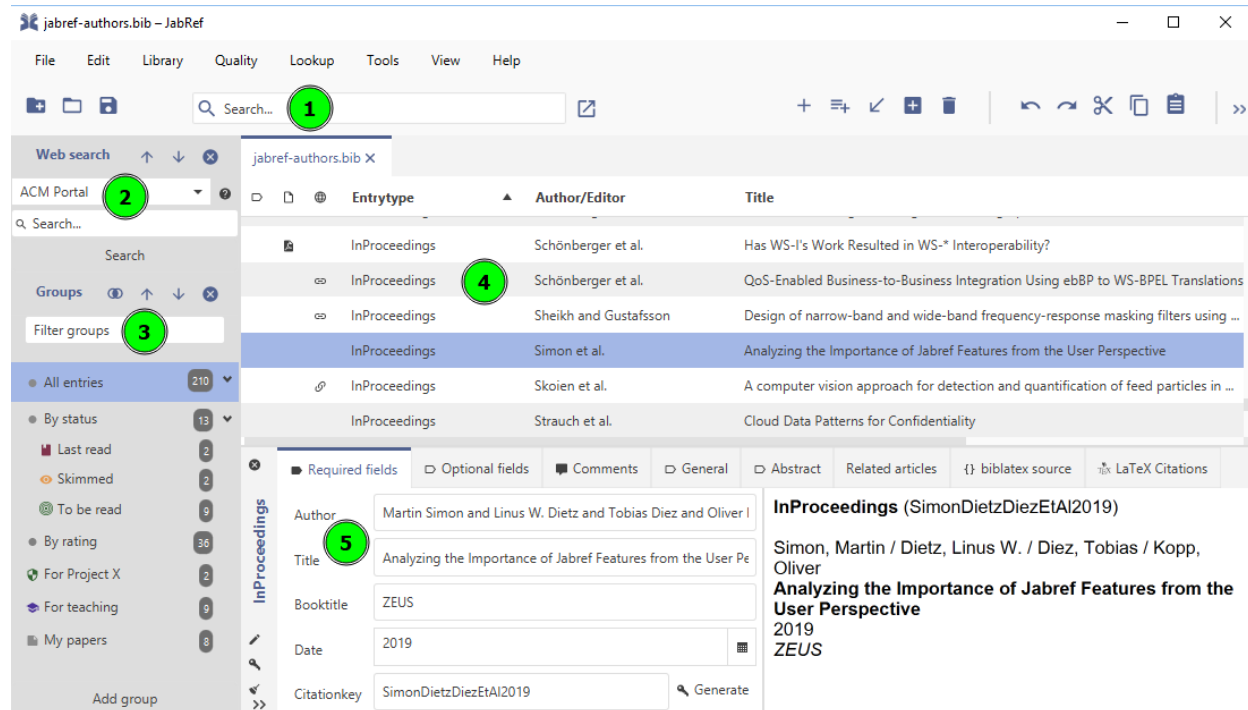 jabref-authors.bib – JabRef
File Edit Library Quality Lookup Tools View Help
Search... 1
Web search
jabref-authors.bib
ACM Portal 2
Search...
Search
Groups
Filter groups 3
All entries 210
By status 13
Last read 2
Skimmed 2
To be read 9
By rating 36
For Project X 2
For teaching 9
My papers 8
Add group
Entrytype Author/Editor Title
InProceedings Schönberger et al. Has WS-I's Work Resulted in WS-* Interoperability?
InProceedings 4 Schönberger et al. QoS-Enabled Business-to-Business Integration Using ebBP to WS-BPEL Translations
InProceedings Sheikh and Gustafsson Design of narrow-band and wide-band frequency-response masking filters using ...
InProceedings Simon et al. Analyzing the Importance of Jabref Features from the User Perspective
InProceedings Skoien et al. A computer vision approach for detection and quantification of feed particles in ...
InProceedings Strauch et al. Cloud Data Patterns for Confidentiality
Required fields Optional fields Comments General Abstract Related articles {} biblatex source LaTeX Citations
InProceedings
Author Martin Simon and Linus W. Dietz and Tobias Diez and Oliver
Title 5 Analyzing the Importance of Jabref Features from the User Pe
Booktitle ZEUS
Date 2019
Citationkey SimonDietzDiezEtAl2019 Generate
InProceedings (SimonDietzDiezEtAl2019)
Simon, Martin / Dietz, Linus W. / Diez, Tobias / Kopp,
Oliver
Analyzing the Importance of Jabref Features from the
User Perspective
2019
ZEUS